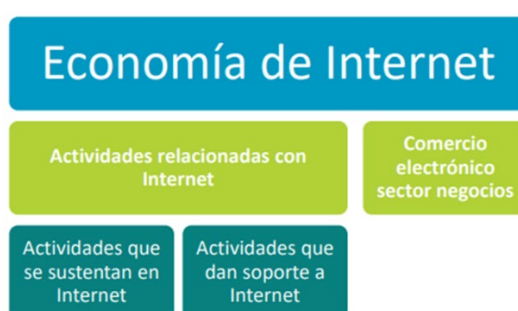 Economía de Internet
Actividades relacionadas con
Internet
Comercio
electrónico
sector negocios
Actividades que
se sustentan en
Internet
Actividades que
dan soporte a
Internet